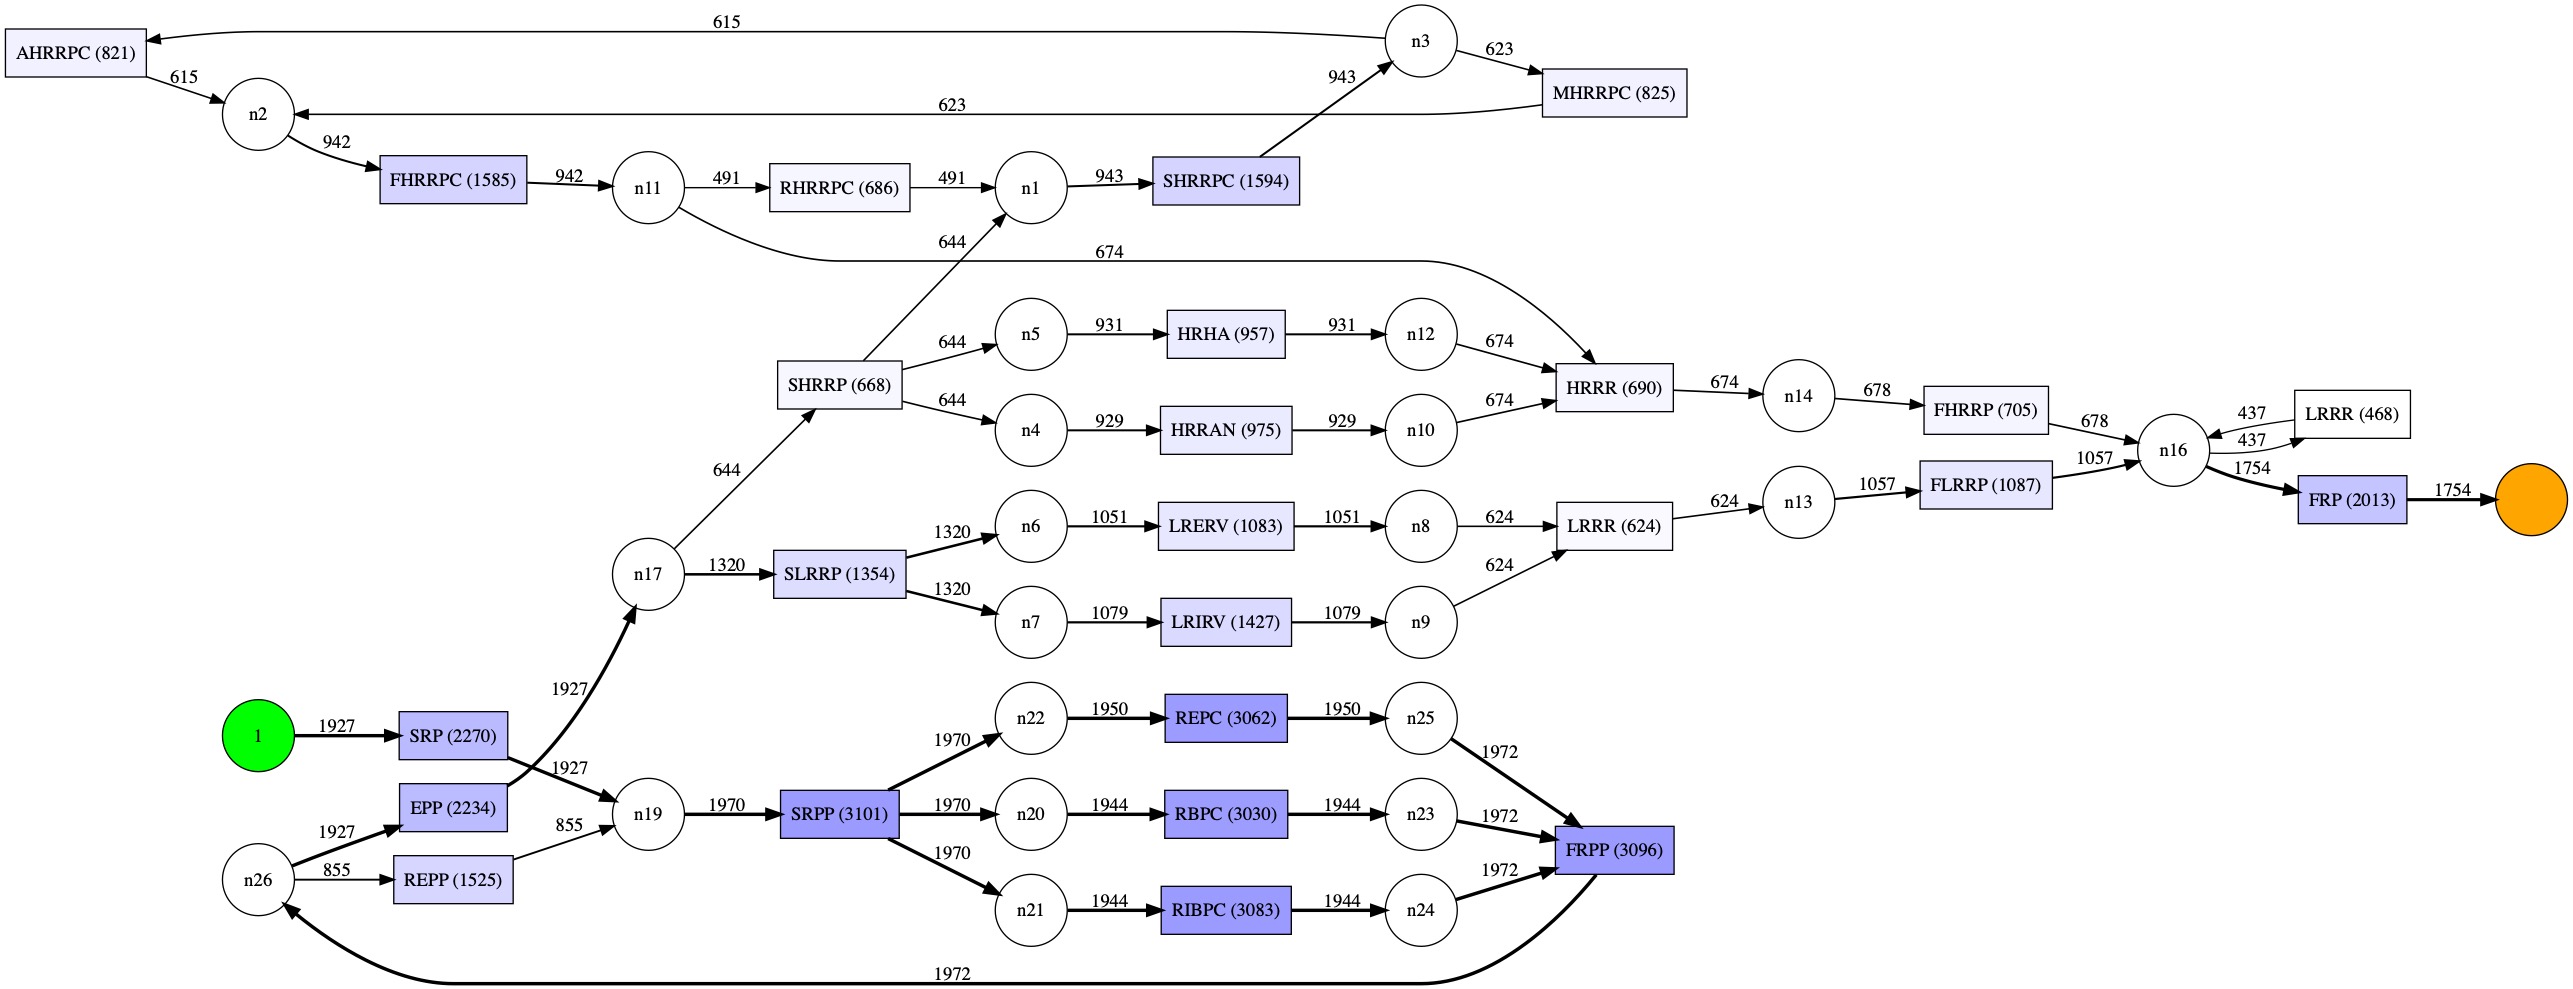 615
n3
AHRRPC (821)
623
943
MHRRPC (825)
615
623
n2
942
FHRRPC (1585)
942
n11
491
RHRRPC (686)
491
n1
943
SHRRPC (1594)
644
674
n5
931
HRHA (957)
931
n12
644
674
SHRRP (668)
HRRR (690)
674
n14
678
FHRRP (705)
437
LRRR (468)
644
674
678
n4
929
HRRAN (975)
929
n10
437
n16
644
1057
1754
n6
1051
LRERV (1083)
1051
n8
624
LRRR (624)
624
n13
1057
FLRRP (1087)
FRP (2013)
1754
1320
n17
1320
SLRRP (1354)
624
1320
n7
1079
LRIRV (1427)
1079
n9
1927
1
1927
SRP (2270)
n22
1950
REPC (3062)
1950
n25
1927
1970
1972
EPP (2234)
n19
1970
SRPP (3101)
1970
n20
1944
RBPC (3030)
1944
n23
1972
1927
855
FRPP (3096)
n26
855
REPP (1525)
1970
1972
n21
1944
RIBPC (3083)
1944
n24
1972